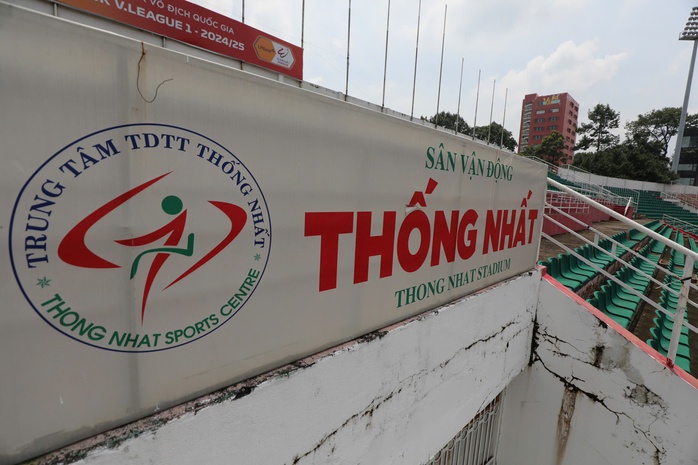 VÔ ĐỊCH QUỐC GIA
K V.LEAGUE 1 - 2024/25
TRUNG TÂM TDTT THỐNG NHẤT
THONG NHAT SPORTS CENTRE
SÂN VẬN ĐỘNG
THỐNG NHẤT
THONG NHAT STADIUM